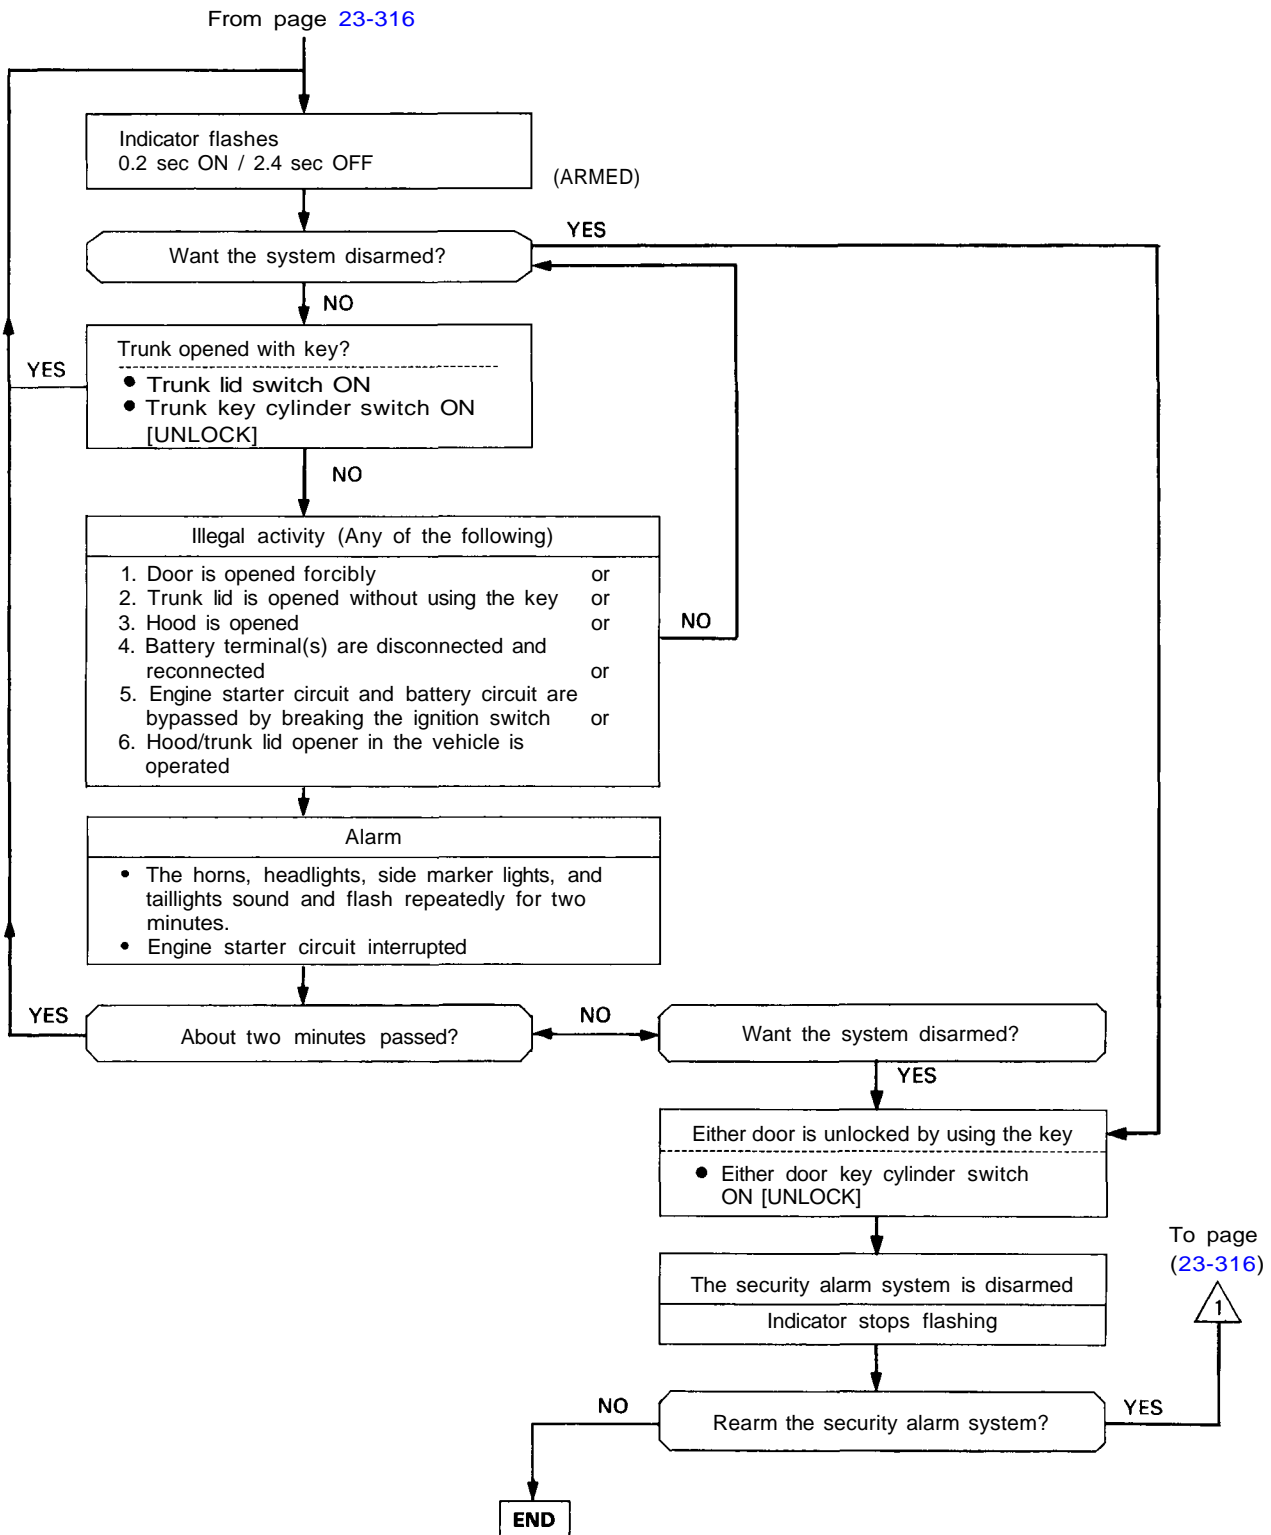 From page 23-316
Indicator flashes
0.2 sec ON / 2.4 sec OFF
(ARMED)
YES
Want the system disarmed?
NO
YES
Trunk opened with key?
• Trunk lid switch ON
• Trunk key cylinder switch ON
[UNLOCK]
NO
Illegal activity (Any of the following)
1. Door is opened forcibly or
2. Trunk lid is opened without using the key or
3. Hood is opened or
NO
4. Battery terminal(s) are disconnected and
reconnected or
5. Engine starter circuit and battery circuit are
bypassed by breaking the ignition switch or
6. Hood/trunk lid opener in the vehicle is
operated
Alarm
• The horns, headlights, side marker lights, and
taillights sound and flash repeatedly for two
minutes.
• Engine starter circuit interrupted
YES
About two minutes passed?
NO
Want the system disarmed?
YES
Either door is unlocked by using the key
• Either door key cylinder switch
ON [UNLOCK]
To page
(23-316)
1
The security alarm system is disarmed
Indicator stops flashing
NO
Rearm the security alarm system?
YES
END